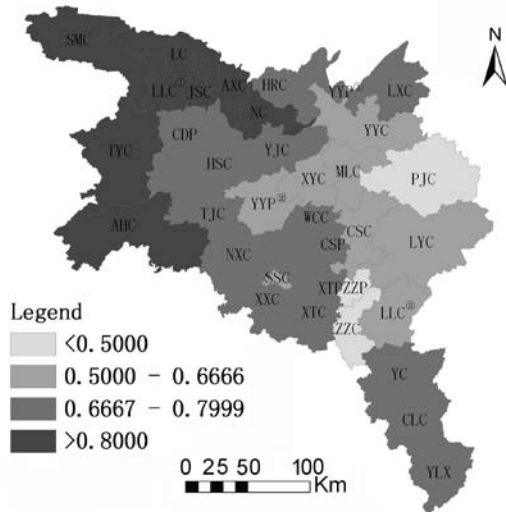 N
SMC
LC
LLC① JSC AXC HRC YYP① LXC
NC
YYC
TYC CDP
HSC YJC
XYC MLC PJC
YYP② WCC
TJC
AHC CSC
CSP LYC
NXC
SSC
XTP ZZP
XXC XTC LLC②
ZZC
YC
CLC
YLX
Legend
<0.5000
0.5000 - 0.6666
0.6667 - 0.7999
>0.8000
0 25 50 100
Km